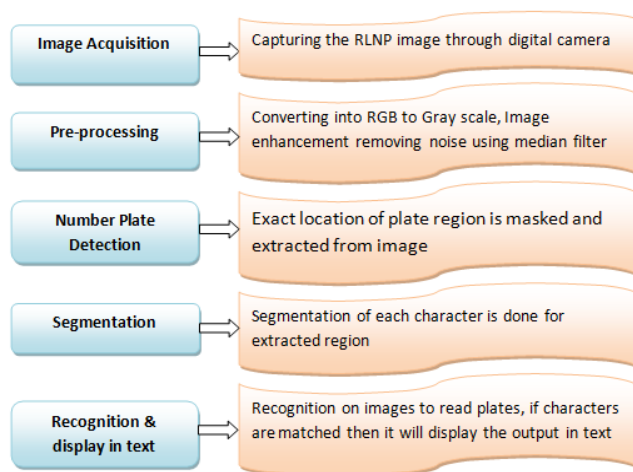 Image Acquisition
Capturing the RLNP image through digital camera
Pre-processing
Converting into RGB to Gray scale, Image
enhancement removing noise using median filter
Number Plate
Detection
Exact location of plate region is masked and
extracted from image
Segmentation
Segmentation of each character is done for
extracted region
Recognition &
display in text
Recognition on images to read plates, if characters
are matched then it will display the output in text